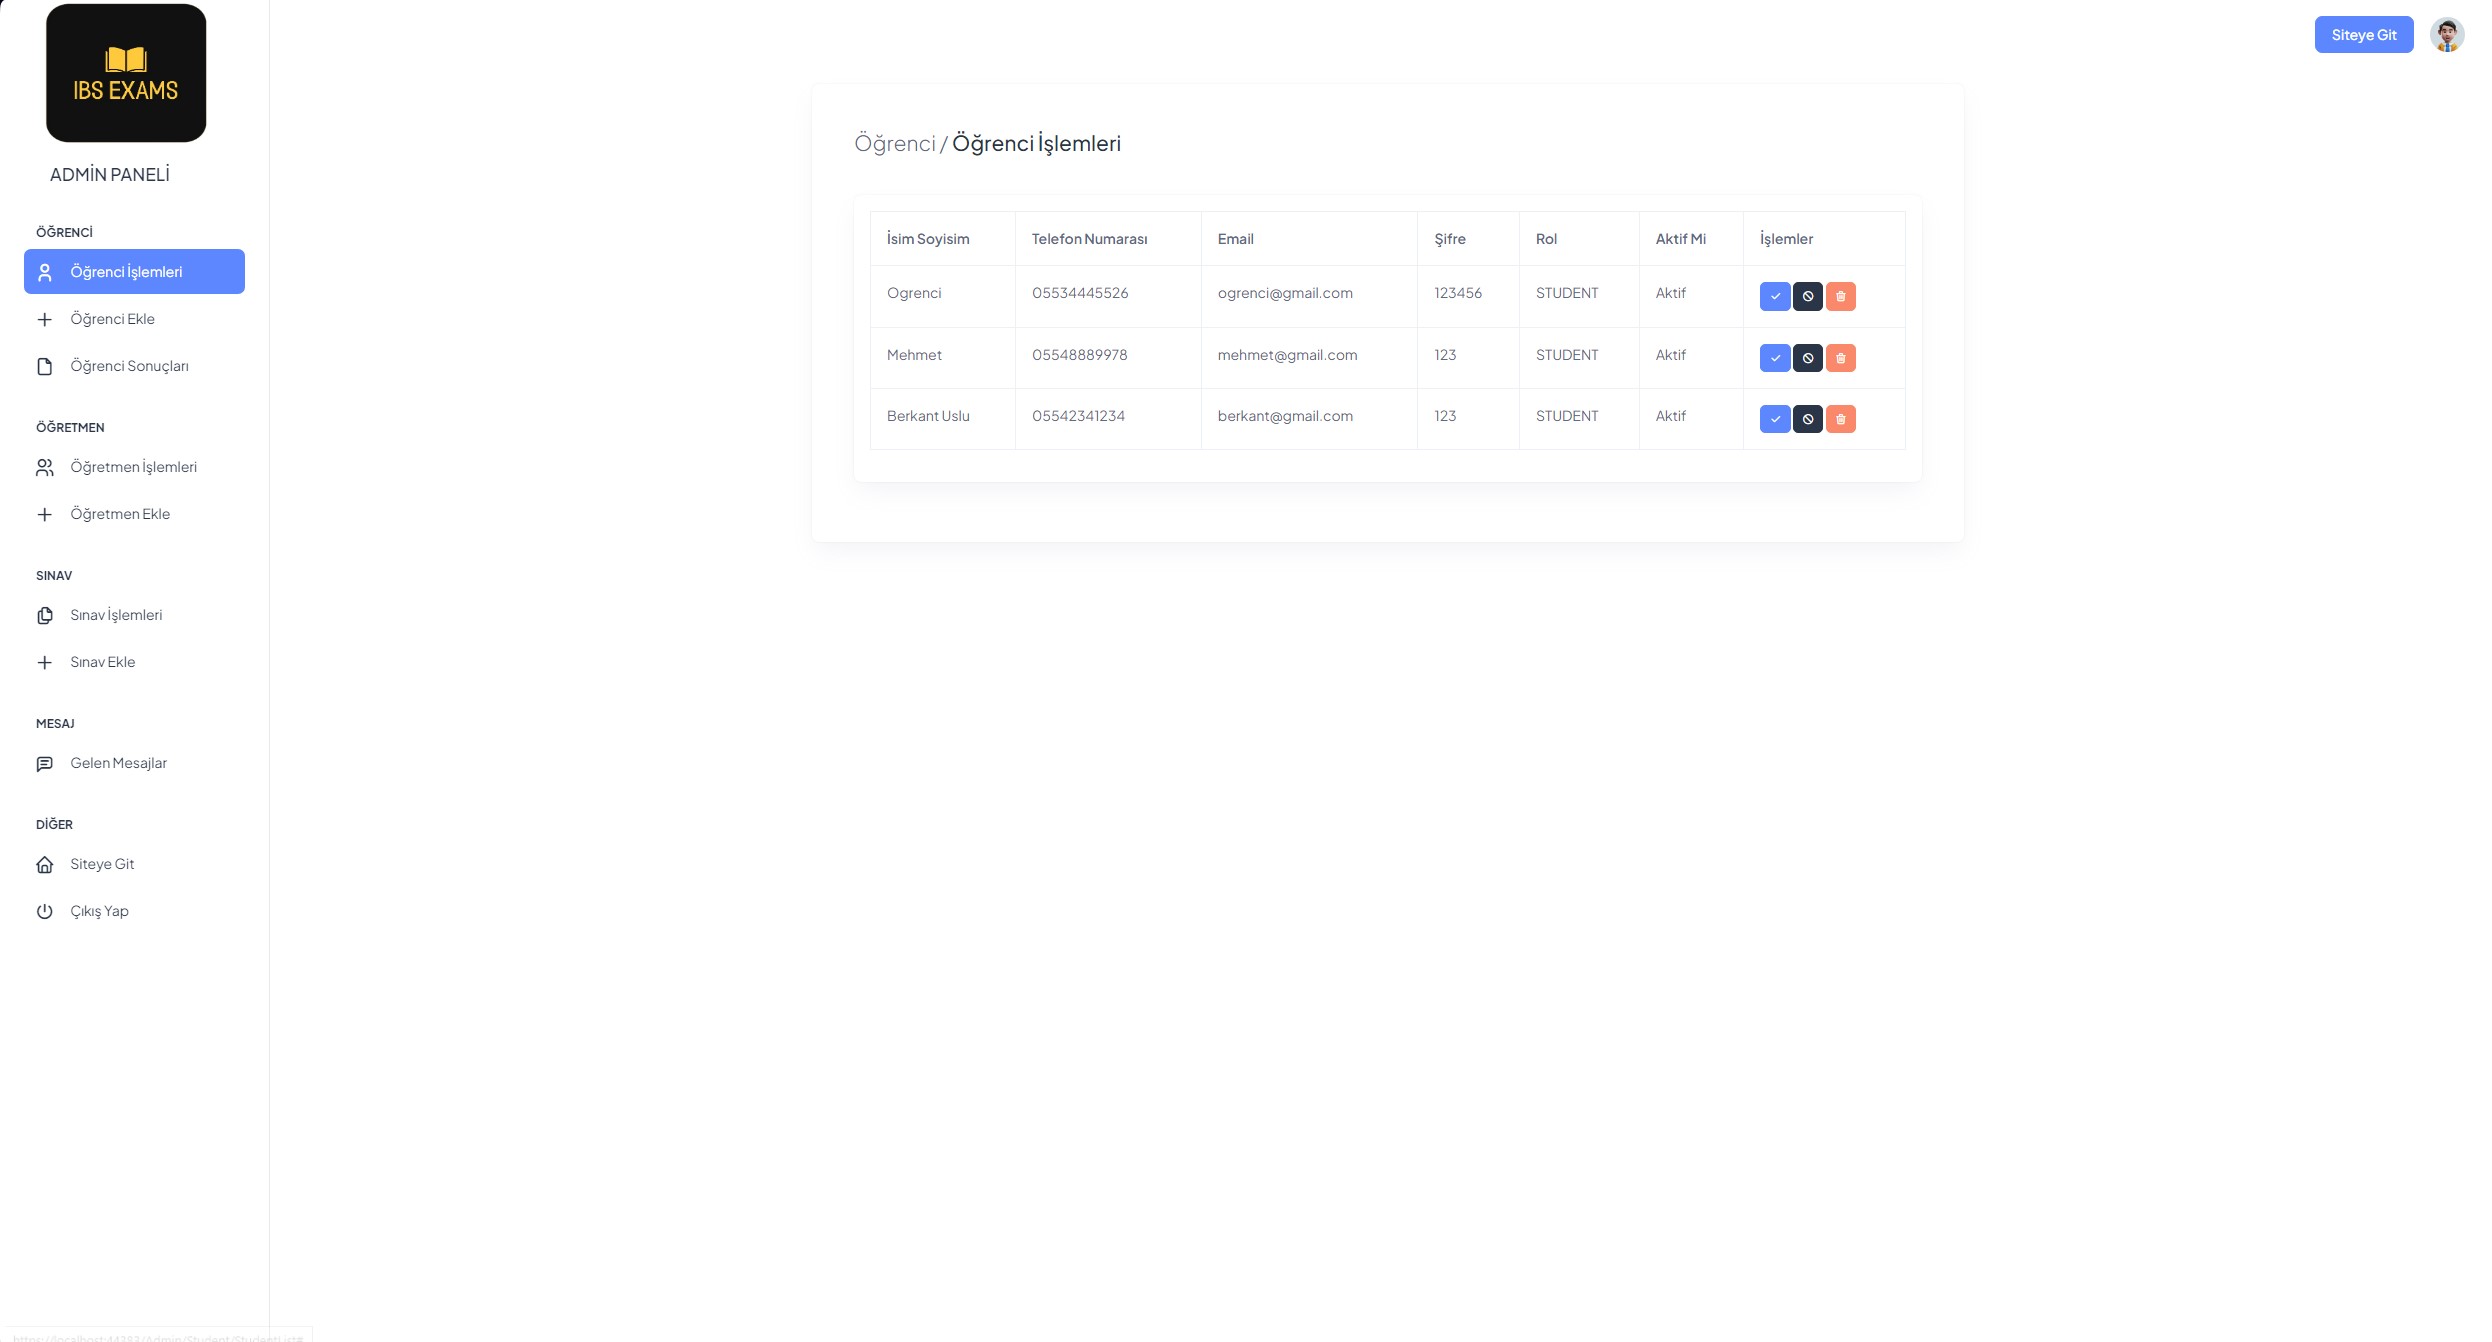 IBS EXAMS
ADMİN PANELİ
ÖĞRENCİ
Öğrenci İşlemleri
Öğrenci Ekle
Öğrenci Sonuçları
ÖĞRETMEN
Öğretmen İşlemleri
Öğretmen Ekle
SINAV
Sınav İşlemleri
Sınav Ekle
MESAJ
Gelen Mesajlar
DİĞER
Siteye Git
Çıkış Yap
Siteye Git
Öğrenci / Öğrenci İşlemleri
İsim Soyisim Telefon Numarası Email Şifre Rol Aktif Mi İşlemler
Ogrenci 05534445526 ogrenci@gmail.com 123456 STUDENT Aktif
Mehmet 05548889978 mehmet@gmail.com 123 STUDENT Aktif
Berkant Uslu 05542341234 berkant@gmail.com 123 STUDENT Aktif